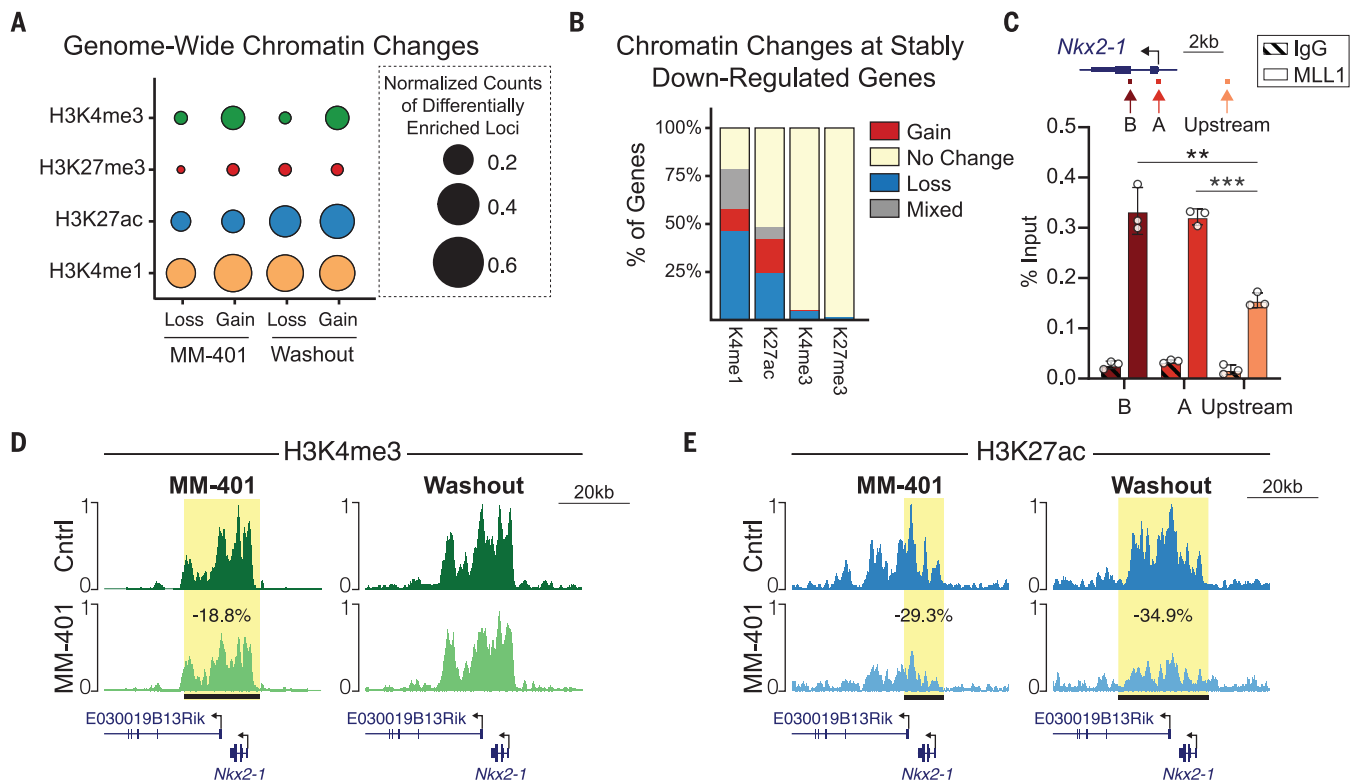 A
Genome-Wide Chromatin Changes
H3K4me3
H3K27me3
H3K27ac
H3K4me1
Loss Gain Loss Gain
MM-401 Washout
Normalized Counts
of Differentially
Enriched Loci
0.2
0.4
0.6
B
Chromatin Changes at Stably
Down-Regulated Genes
% of Genes
100%
75%
50%
25%
K4me1
K27ac
K4me3
K27me3
Gain
No Change
Loss
Mixed
C
Nkx2-1
2kb
IgG
MLL1
B A Upstream
% Input
0.5
0.4
0.3
0.2
0.1
0.0
**
***
B A Upstream
D
H3K4me3
MM-401 Washout
20kb
Cntrl
1
0
1
0
MM-401
1
0
1
0
-18.8%
E030019B13Rik
Nkx2-1
E030019B13Rik
Nkx2-1
E
H3K27ac
MM-401 Washout
20kb
Cntrl
1
0
1
0
MM-401
1
0
1
0
-29.3%
-34.9%
E030019B13Rik
Nkx2-1
E030019B13Rik
Nkx2-1